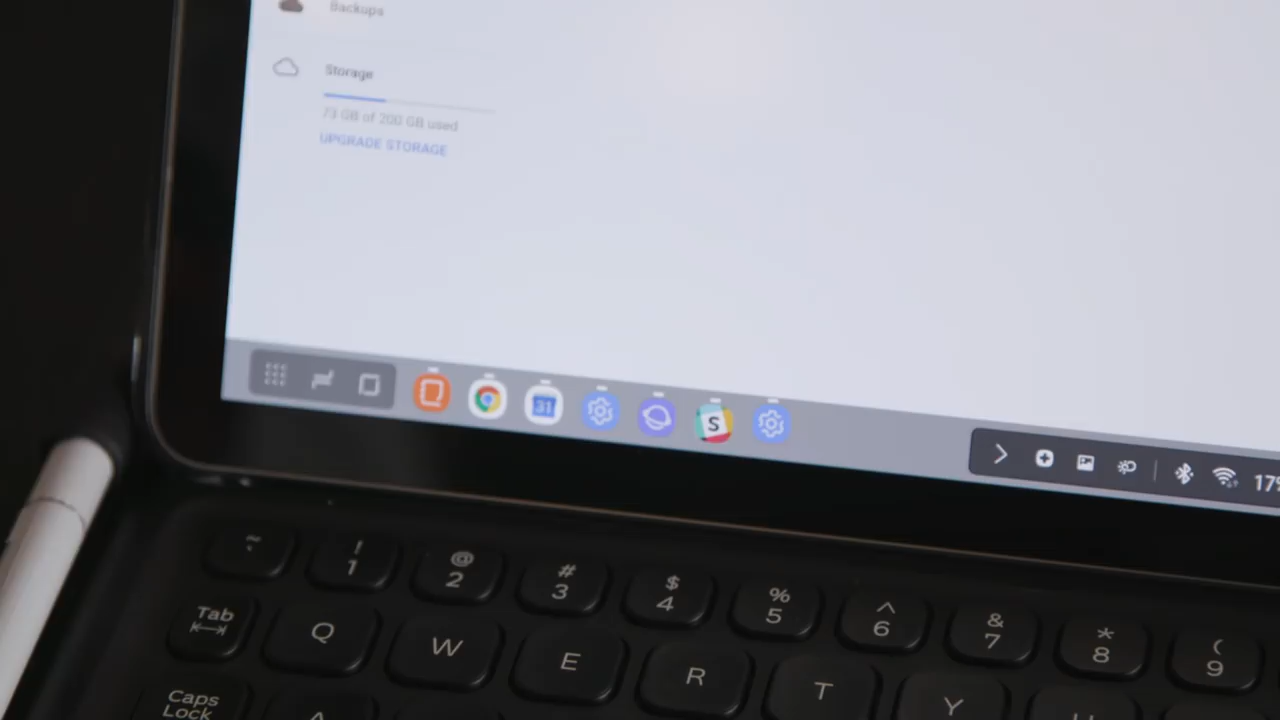 Backups
Storage
73 GB of 200 GB used
UPGRADE STORAGE
31
S
17%
~ ! @ # $ % ^ & * (
` 1 2 3 4 5 6 7 8 9
Tab Q W E R T Y U
Caps Lock A